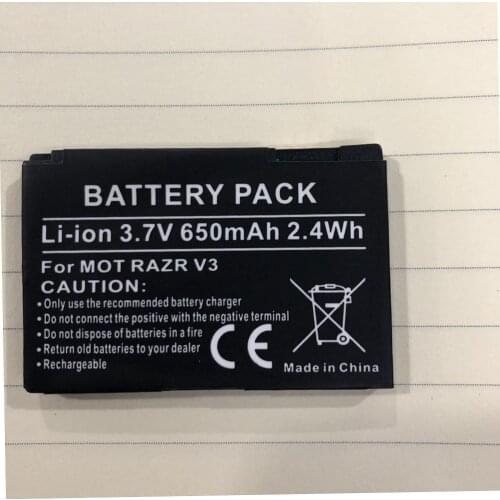 BATTERY PACK
Li-ion 3.7V 650mAh 2.4Wh
For MOT RAZR V3
CAUTION:
•Only use the recommended battery charger
•Do not connect with the negative terminal
•Do not dispose of batteries in a fire
•Return old batteries to your dealer
•Rechargeable
CE
Made in China